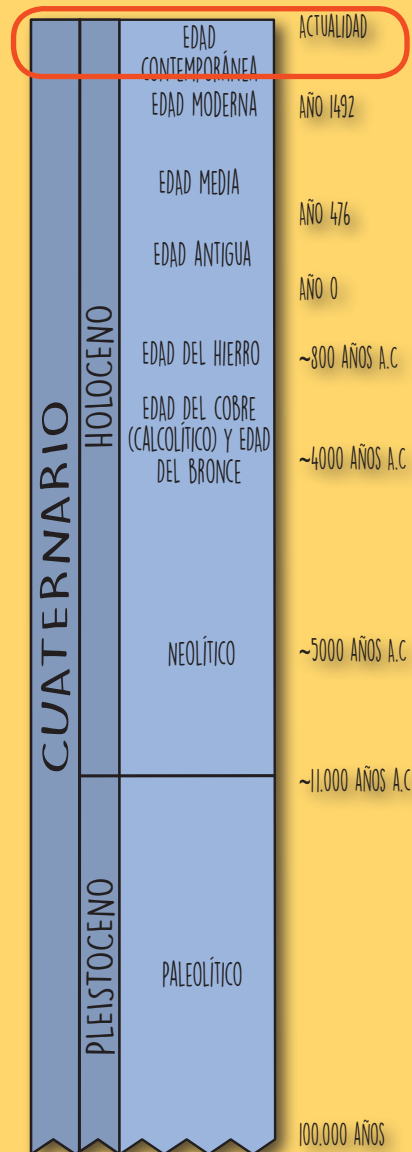 EDAD
CONTEMPORÁNEA
ACTUALIDAD
EDAD MODERNA
AÑO 1492
EDAD MEDIA
AÑO 476
EDAD ANTIGUA
AÑO 0
EDAD DEL HIERRO
~800 AÑOS A.C
EDAD DEL COBRE
(CALCOLÍTICO) Y EDAD
DEL BRONCE
~4000 AÑOS A.C
HOLOCENO
CUATERNARIO
NEOLÍTICO
~5000 AÑOS A.C
~11.000 AÑOS A.C
PLEISTOCENO
PALEOLÍTICO
100.000 AÑOS